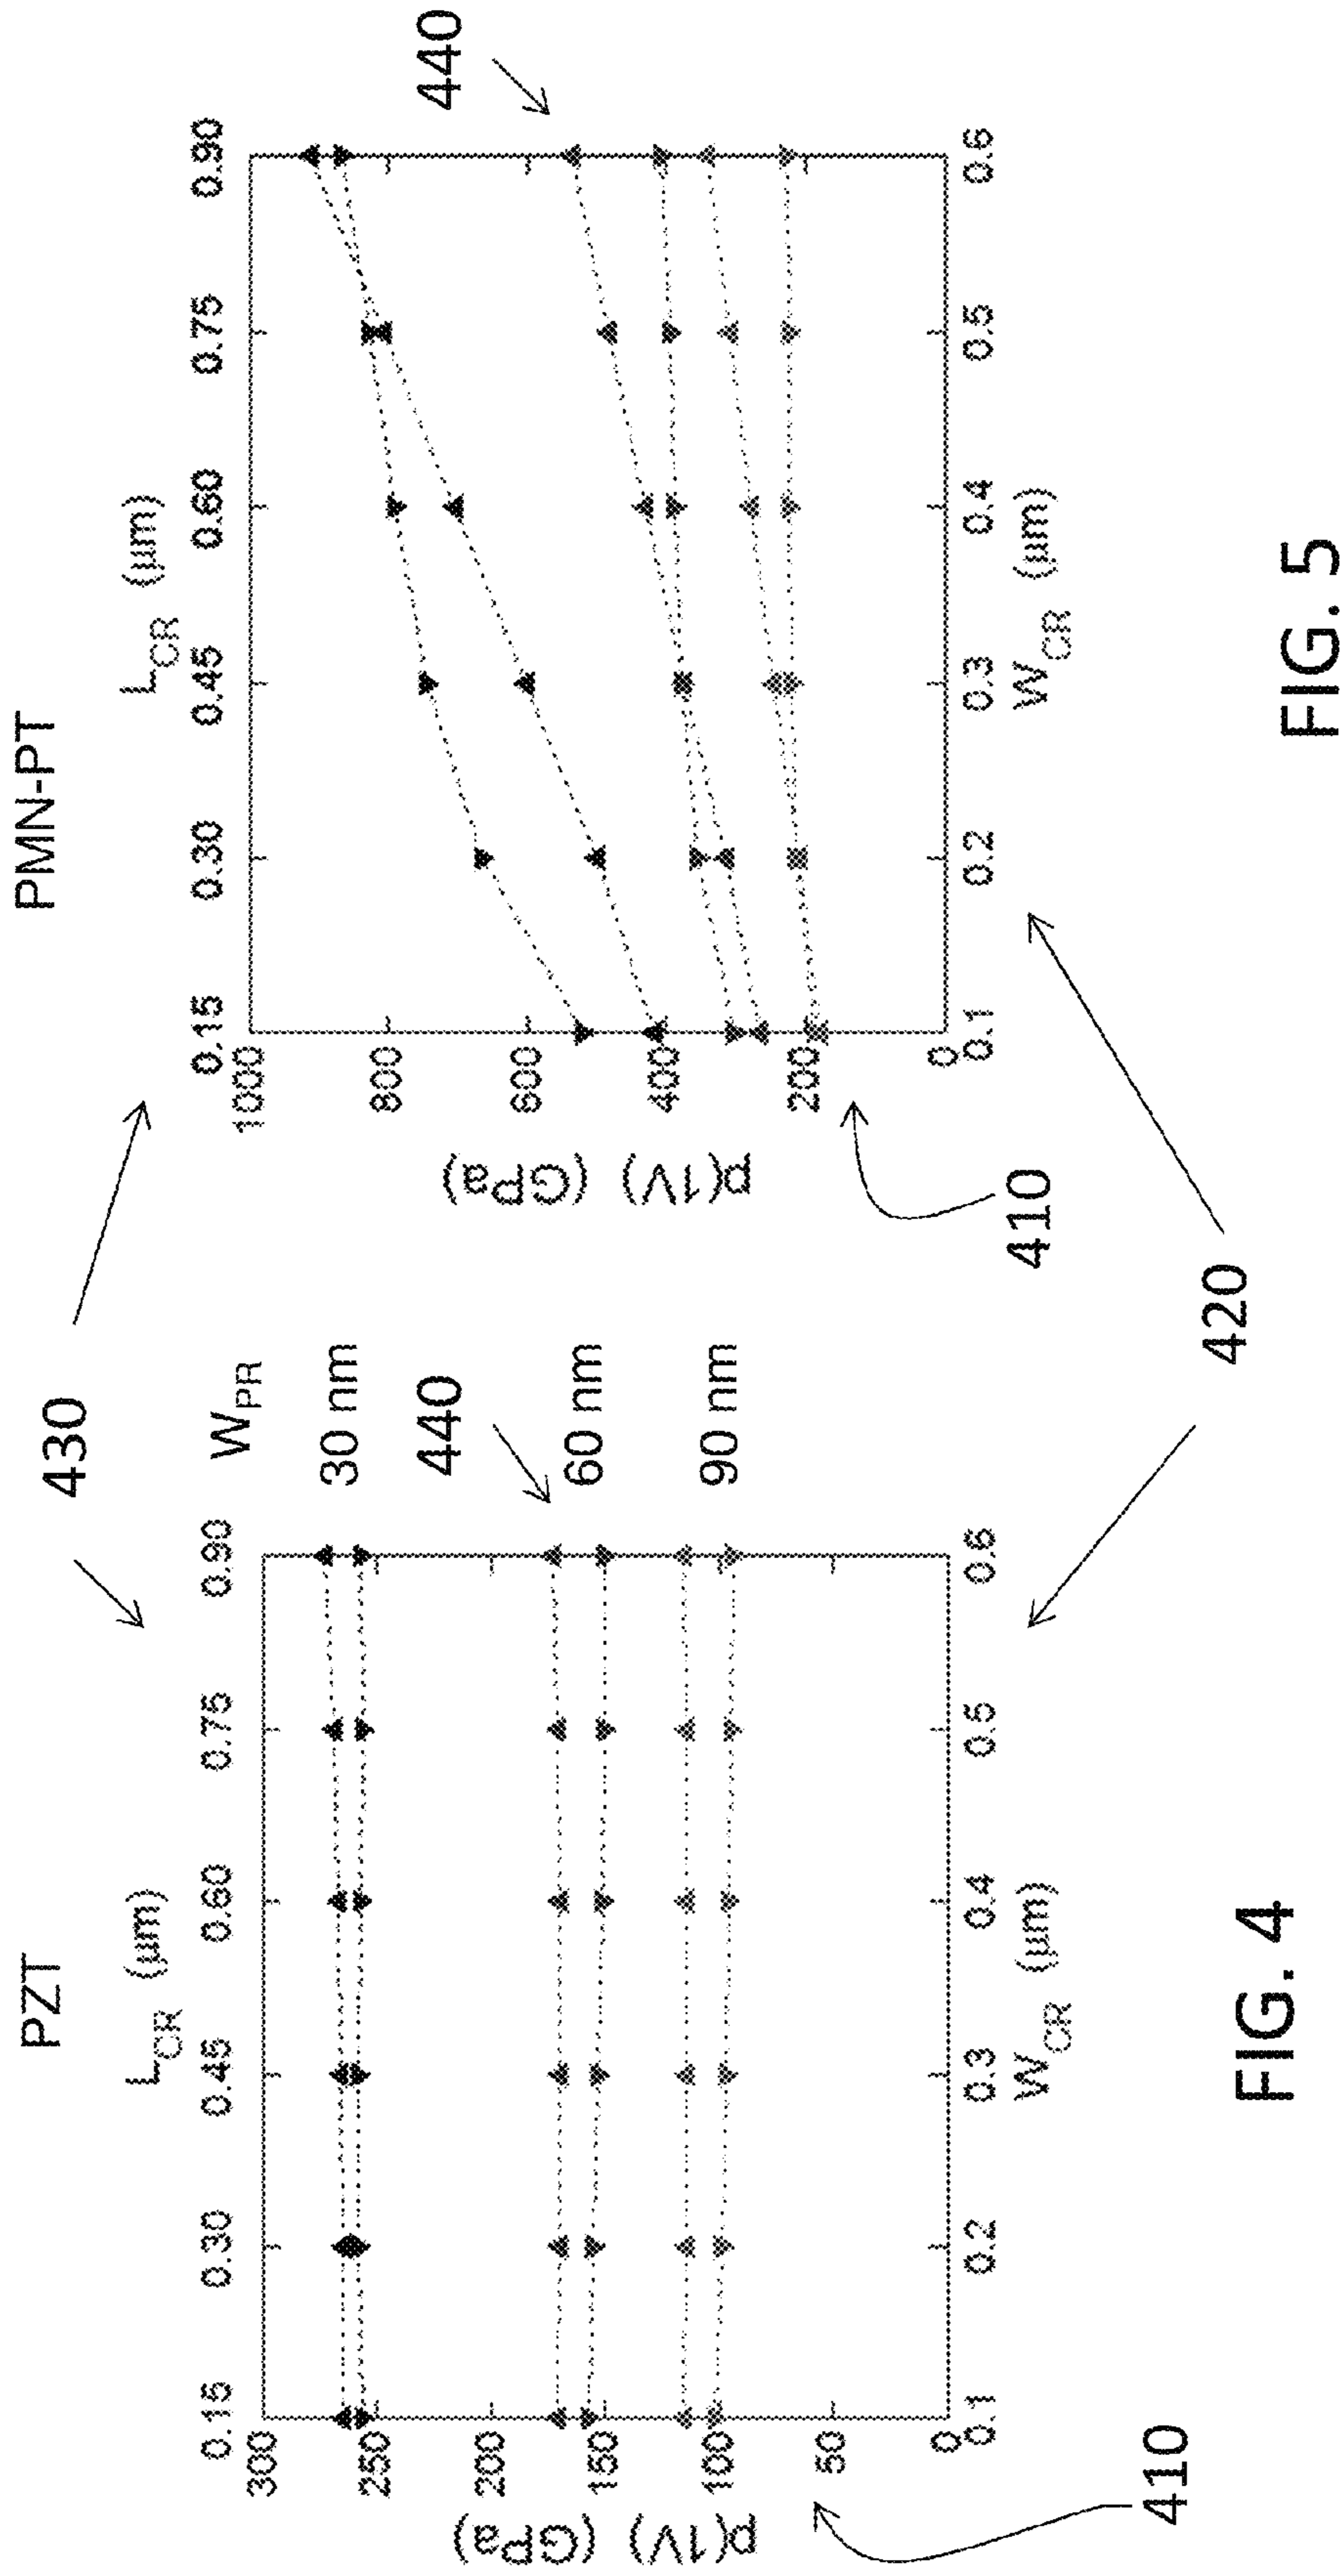 PZT
430
L_CR (μm)
0.15 0.30 0.45 0.60 0.75 0.90
W_PR
30 nm
440
60 nm
90 nm
p(1V) (GPa)
300
250
200
150
100
50
0
0.1 0.2 0.3 0.4 0.5 0.6
W_CR (μm)
410
420
FIG. 4
PMN-PT
L_CR (μm)
0.15 0.30 0.45 0.60 0.75 0.90
440
p(1V) (GPa)
1000
800
600
400
200
0
0.1 0.2 0.3 0.4 0.5 0.6
W_CR (μm)
410
FIG. 5